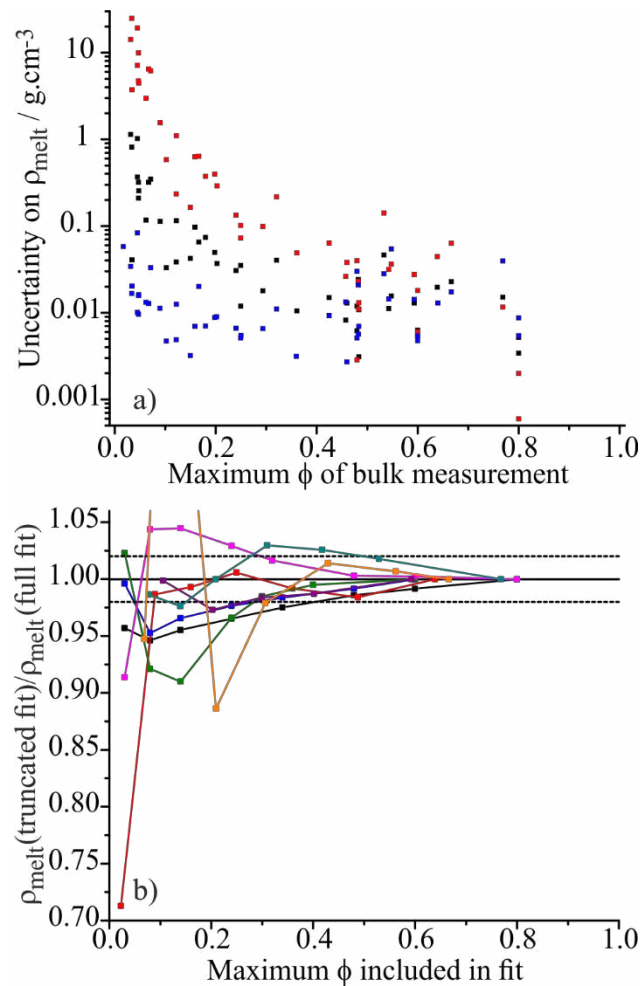 10
1
0.1
0.01
0.001
Uncertainty on ρmelt / g.cm-3
a)
0.0 0.2 0.4 0.6 0.8 1.0
Maximum ϕ of bulk measurement
1.05
1.00
0.95
0.90
0.85
0.80
0.75
0.70
ρmelt(truncated fit)/ρmelt(full fit)
b)
0.0 0.2 0.4 0.6 0.8 1.0
Maximum ϕ included in fit